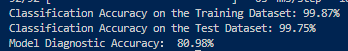 Classification Accuracy on the Training Dataset: 99.87%
Classification Accuracy on the Test Dataset: 99.75%
Model Diagnostic Accuracy:  80.98%